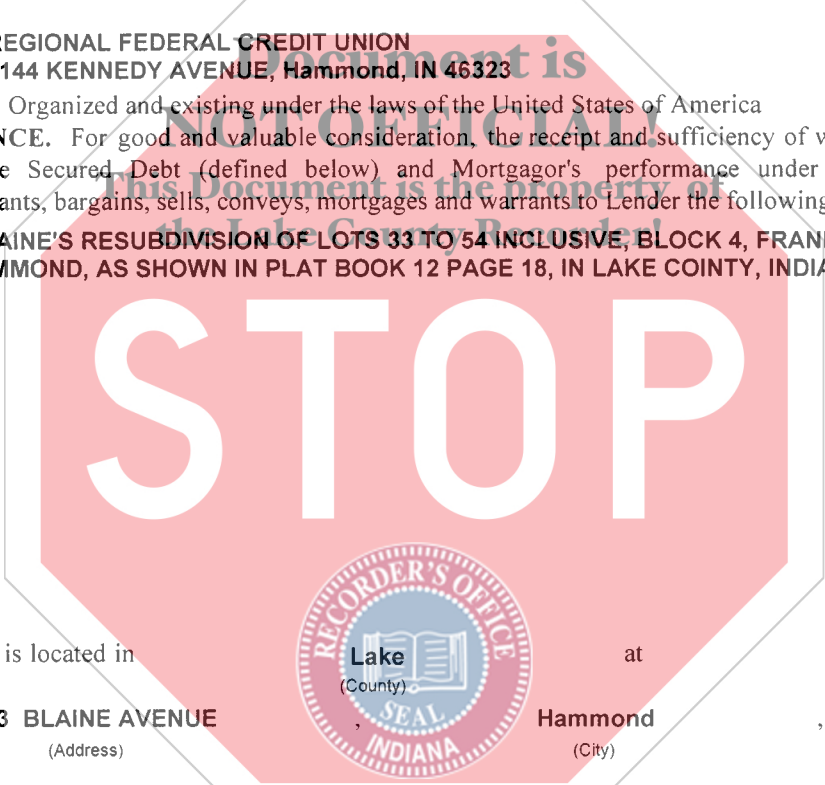 REGIONAL FEDERAL CREDIT UNION
Document is
144 KENNEDY AVENUE, Hammond, IN 46323
Organized and existing under the laws of the United States of America
NOT OFFICIAL!
NCE. For good and valuable consideration, the receipt and sufficiency of w
e Secured Debt (defined below) and Mortgagor's performance under
This Document is the property of
ants, bargains, sells, conveys, mortgages and warrants to Lender the following
the Lake County Recorder!
AINE'S RESUBDIVISION OF LOTS 33 TO 54 INCLUSIVE, BLOCK 4, FRAN
MMOND, AS SHOWN IN PLAT BOOK 12 PAGE 18, IN LAKE COINTY, INDIA
STOP
RECORDER'S OFFICE
is located in Lake at
(County)
3 BLAINE AVENUE , Hammond ,
SEAL
(Address) (City)
INDIANA